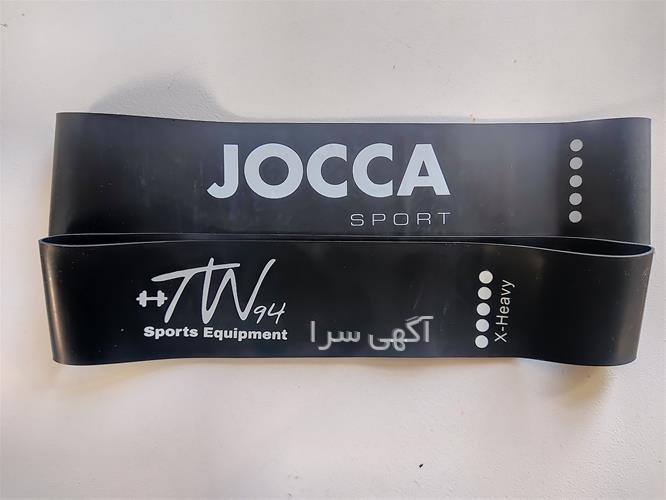 JOCCA
SPORT
TW94
Sports Equipment
X-Heavy
آگهی سرا